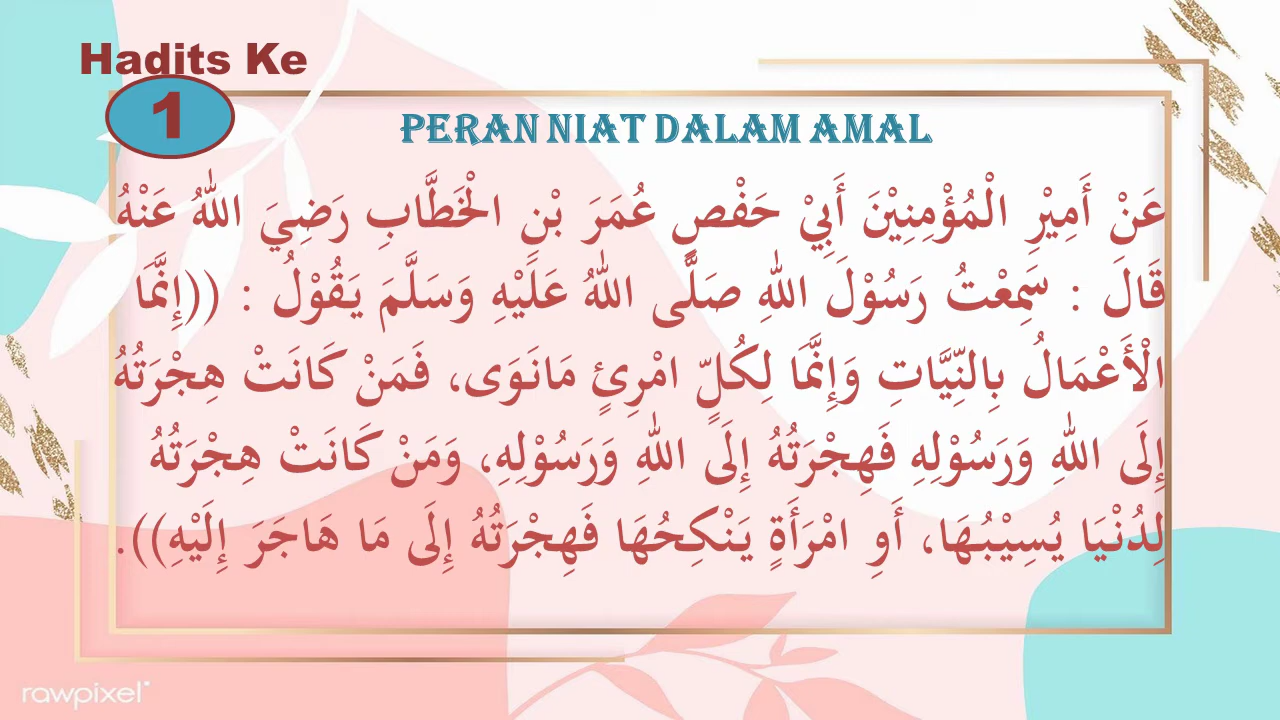 Hadits Ke
1
PERAN NIAT DALAM AMAL
عَنْ أَمِيْرِ الْمُؤْمِنِيْنَ أَبِيْ حَفْصٍ عُمَرَ بْنِ الْخَطَّابِ رَضِيَ اللهُ عَنْهُ
قَالَ : سَمِعْتُ رَسُوْلَ اللهِ صَلَّى اللهُ عَلَيْهِ وَسَلَّمَ يَقُوْلُ : ((إِنَّمَا
الْأَعْمَالُ بِالنِّيَّاتِ وَإِنَّمَا لِكُلِّ امْرِئٍ مَانَوَى، فَمَنْ كَانَتْ هِجْرَتُهُ
إِلَى اللهِ وَرَسُوْلِهِ فَهِجْرَتُهُ إِلَى اللهِ وَرَسُوْلِهِ، وَمَنْ كَانَتْ هِجْرَتُهُ
لِدُنْيَا يُسِيْبُهَا، أَوِ امْرَأَةٍ يَنْكِحُهَا فَهِجْرَتُهُ إِلَى مَا هَاجَرَ إِلَيْهِ)).
rawpixel